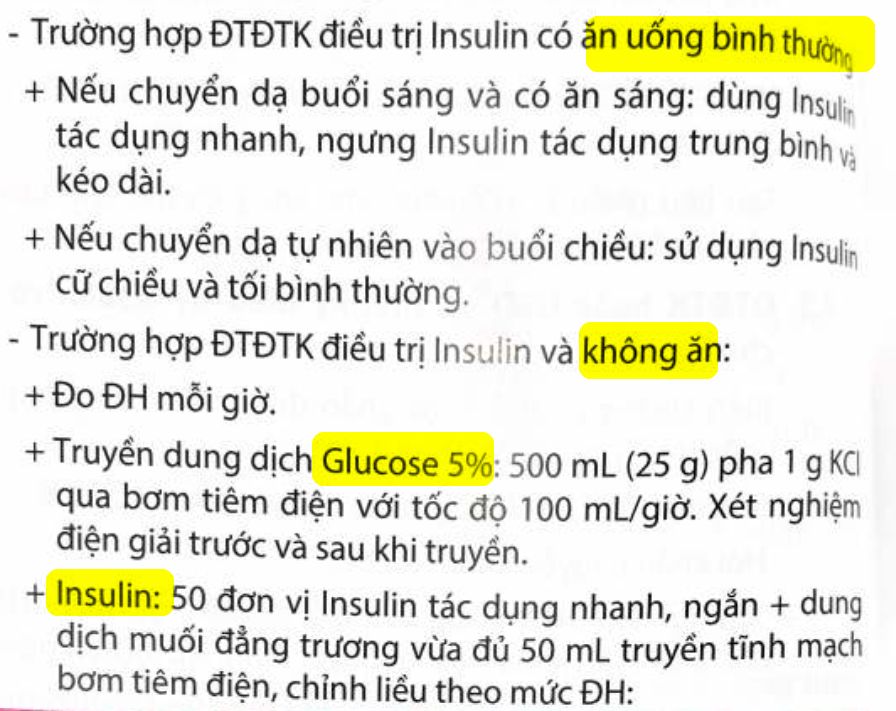 - Trường hợp ĐTĐTK điều trị Insulin có ăn uống bình thường
+ Nếu chuyển dạ buổi sáng và có ăn sáng: dùng Insulin
tác dụng nhanh, ngưng Insulin tác dụng trung bình và
kéo dài.
+ Nếu chuyển dạ tự nhiên vào buổi chiều: sử dụng Insulin
cữ chiều và tối bình thường.
- Trường hợp ĐTĐTK điều trị Insulin và không ăn:
+ Đo ĐH mỗi giờ.
+ Truyền dung dịch Glucose 5%: 500 mL (25 g) pha 1 g KCl
qua bơm tiêm điện với tốc độ 100 mL/giờ. Xét nghiệm
điện giải trước và sau khi truyền.
+ Insulin: 50 đơn vị Insulin tác dụng nhanh, ngắn + dung
dịch muối đẳng trương vừa đủ 50 mL truyền tĩnh mạch
bơm tiêm điện, chỉnh liều theo mức ĐH: